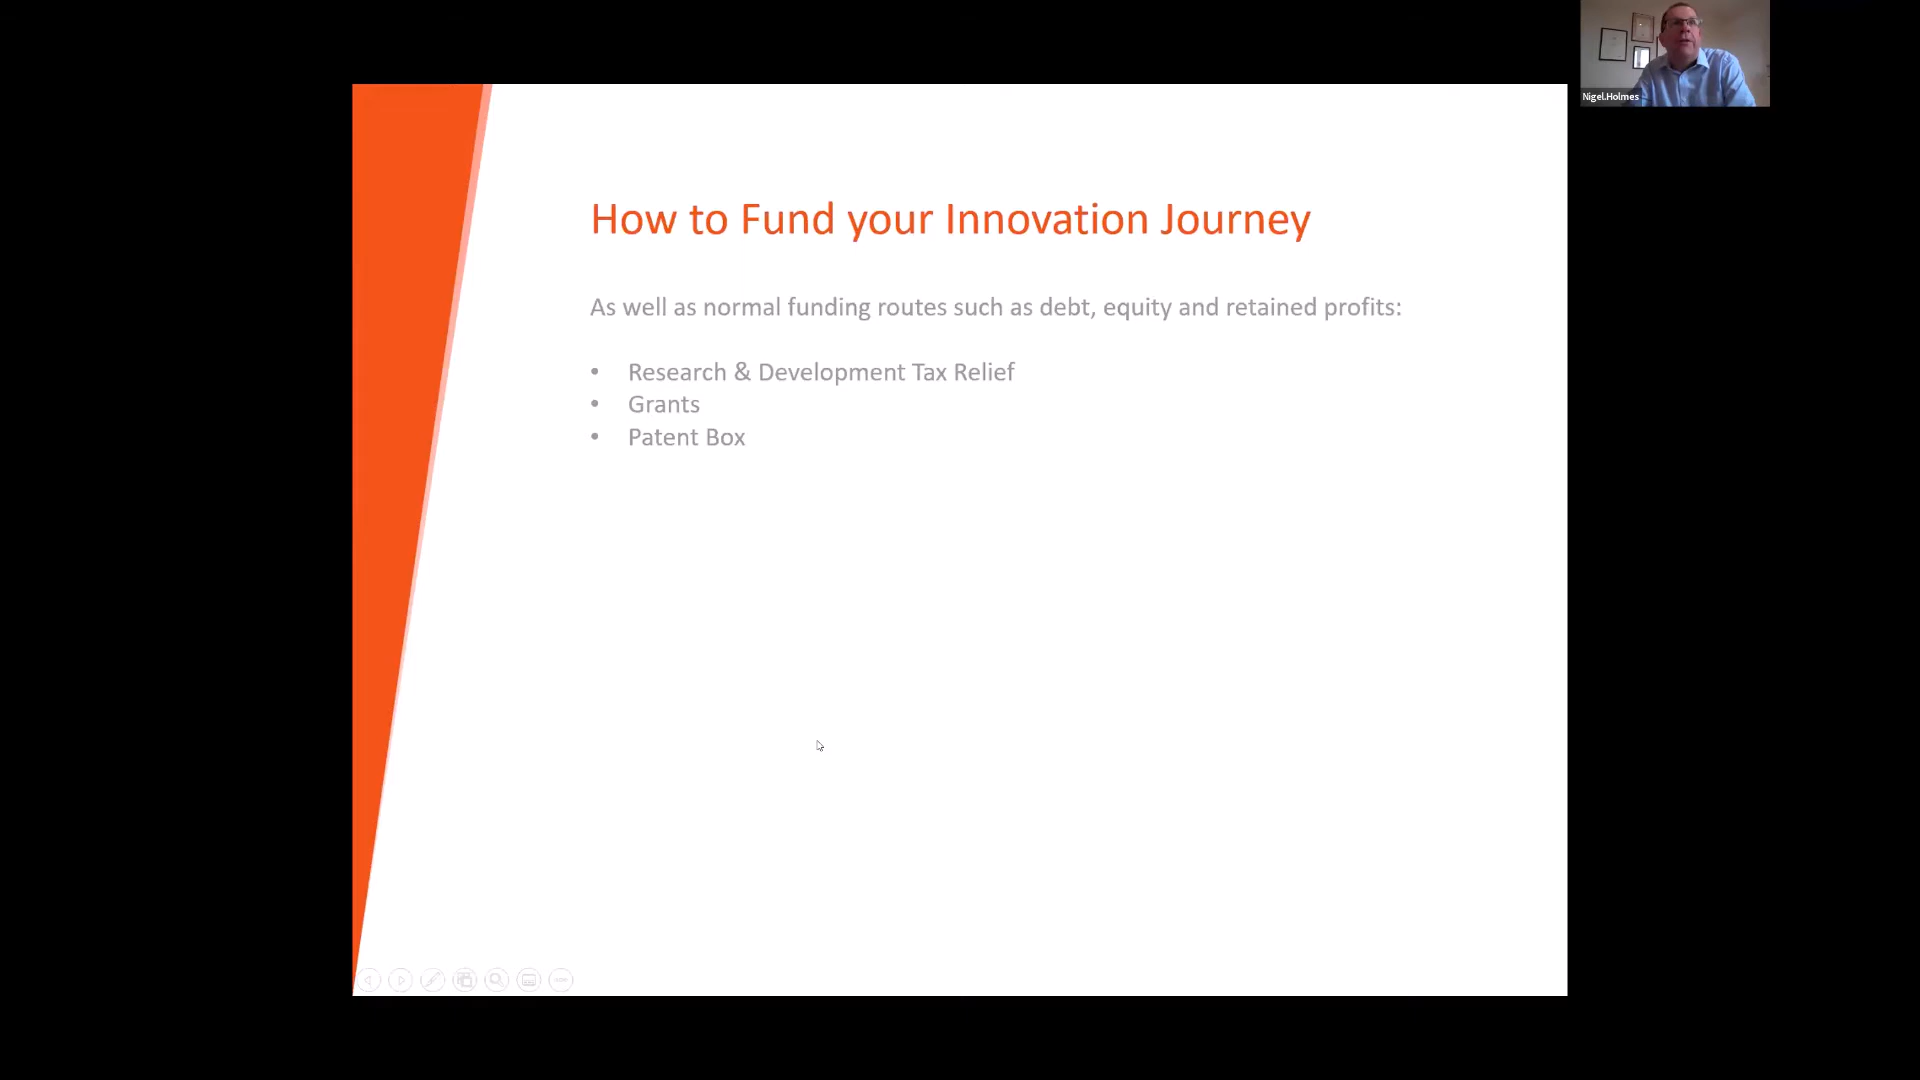 Nigel.Holmes
How to Fund your Innovation Journey
As well as normal funding routes such as debt, equity and retained profits:
• Research & Development Tax Relief
• Grants
• Patent Box